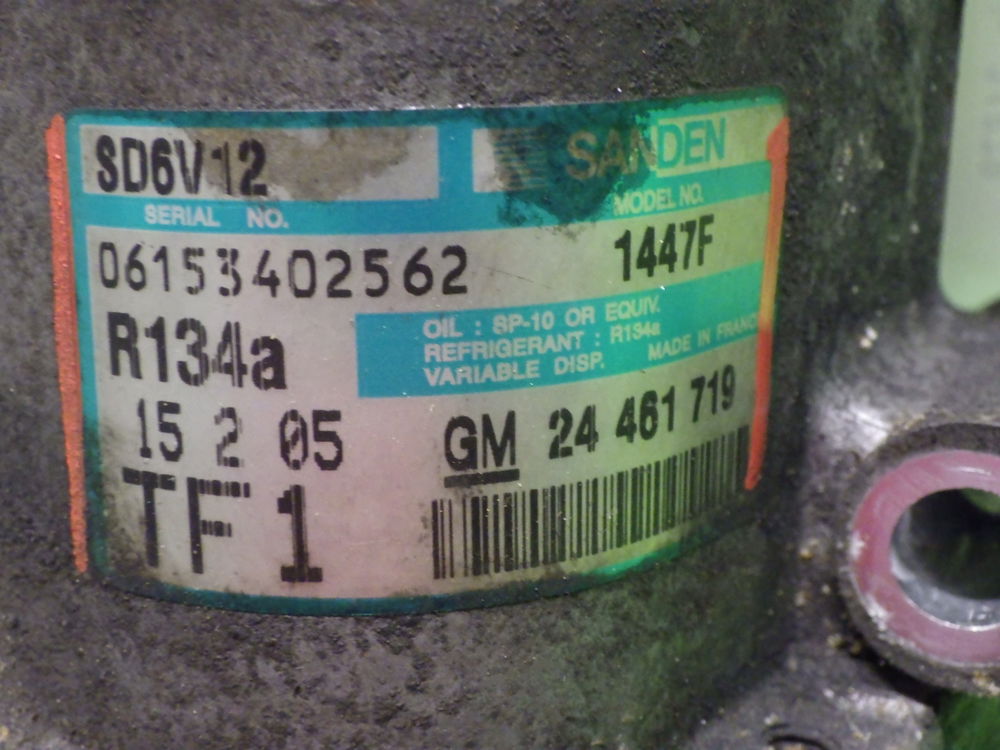 SD6V12 SANDEN
SERIAL NO. MODEL NO.
06153402562 1447F
R134a
OIL : SP-10 OR EQUIV.
REFRIGERANT : R134a
VARIABLE DISP. MADE IN FRANCE
15 2 05 GM 24 461 719
TF1